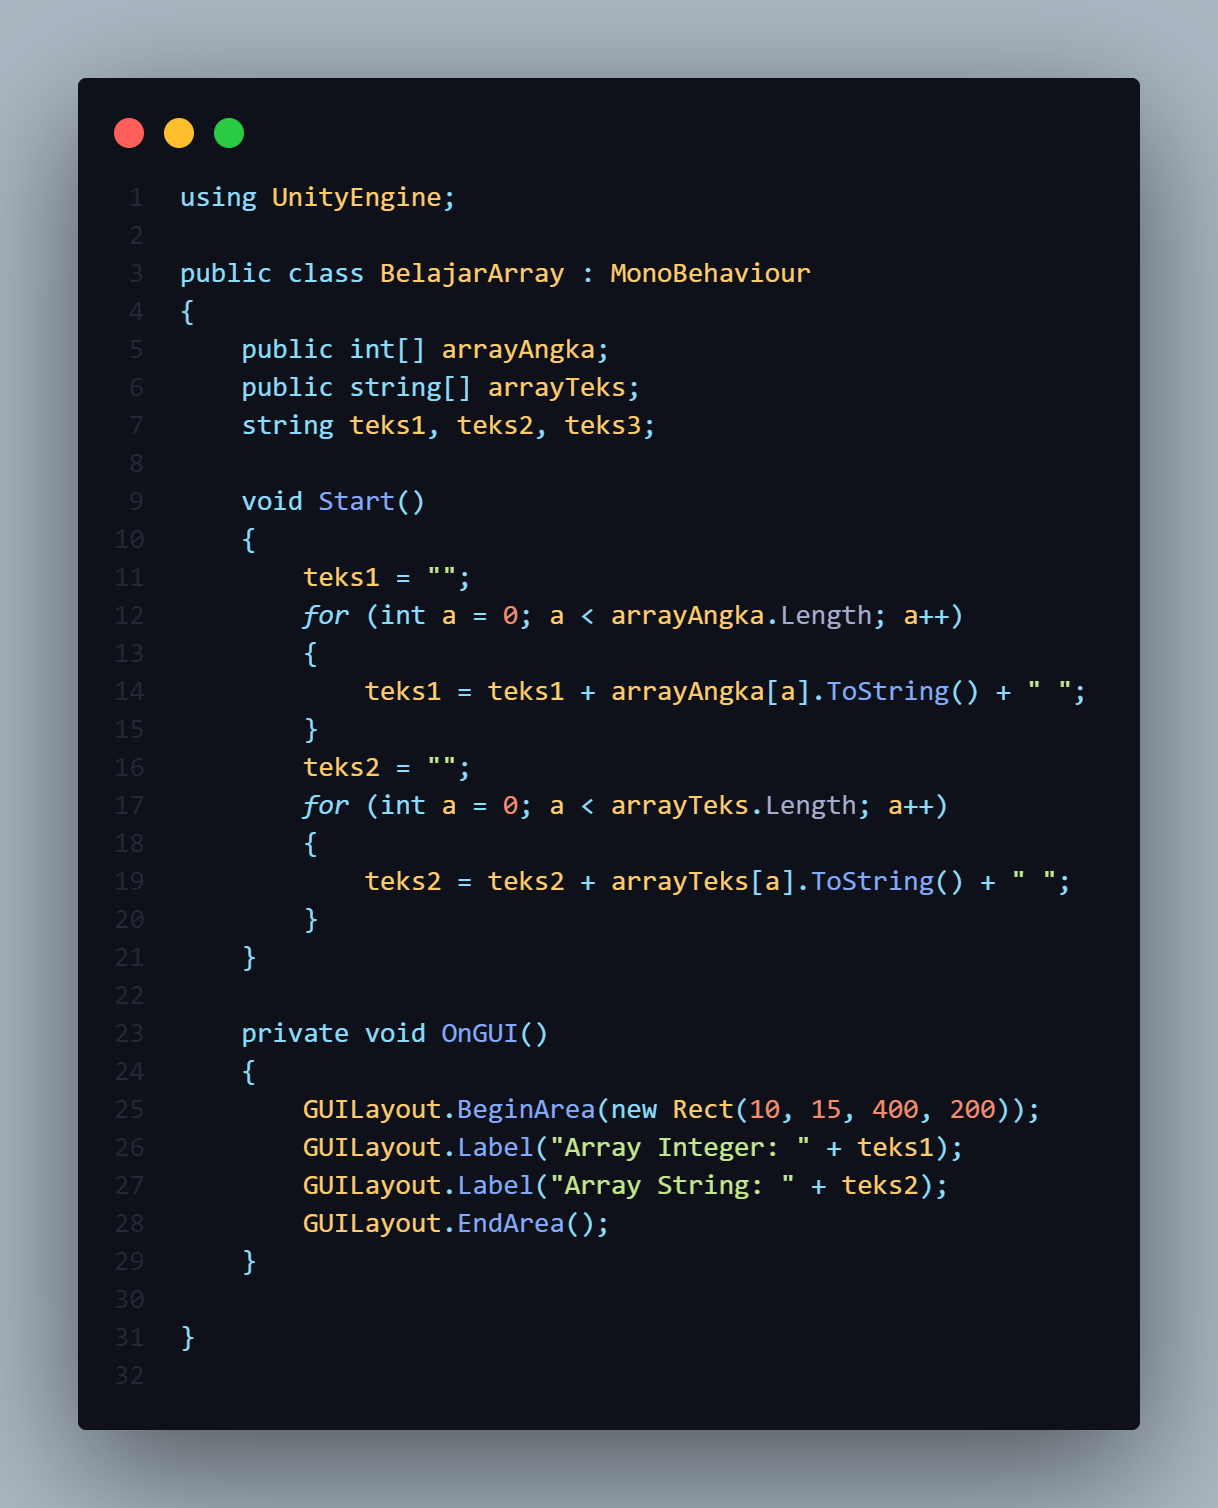 1 using UnityEngine;
2
3 public class BelajarArray : MonoBehaviour
4 {
5     public int[] arrayAngka;
6     public string[] arrayTeks;
7     string teks1, teks2, teks3;
8
9     void Start()
10     {
11         teks1 = "";
12         for (int a = 0; a < arrayAngka.Length; a++)
13         {
14             teks1 = teks1 + arrayAngka[a].ToString() + " ";
15         }
16         teks2 = "";
17         for (int a = 0; a < arrayTeks.Length; a++)
18         {
19             teks2 = teks2 + arrayTeks[a].ToString() + " ";
20         }
21     }
22
23     private void OnGUI()
24     {
25         GUILayout.BeginArea(new Rect(10, 15, 400, 200));
26         GUILayout.Label("Array Integer: " + teks1);
27         GUILayout.Label("Array String: " + teks2);
28         GUILayout.EndArea();
29     }
30
31 }
32